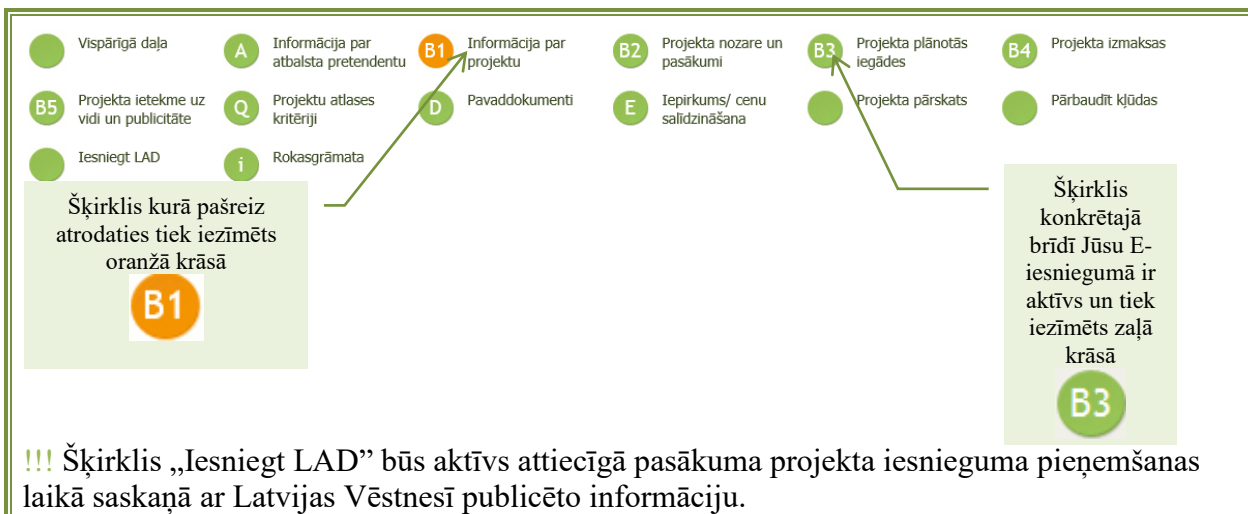 Vispārīgā daļa
A Informācija par
atbalsta pretendentu
B1 Informācija par
projektu
B2 Projekta nozare un
pasākumi
B3 Projekta plānotās
iegādes
B4 Projekta izmaksas
B5 Projekta ietekme uz
vidi un publicitāte
Q Projektu atlases
kritēriji
D Pavaddokumenti
E Iepirkums/ cenu
salīdzināšana
Projekta pārskats
Pārbaudīt kļūdas
Iesniegt LAD
i Rokasgrāmata
Šķirklis kurā pašreiz
atrodaties tiek iezīmēts
oranžā krāsā
B1
Šķirklis
konkrētajā
brīdī Jūsu E-
iesniegumā ir
aktīvs un tiek
iezīmēts zaļā
krāsā
B3
!!! Šķirklis „Iesniegt LAD” būs aktīvs attiecīgā pasākuma projekta iesnieguma pieņemšanas
laikā saskaņā ar Latvijas Vēstnesī publicēto informāciju.